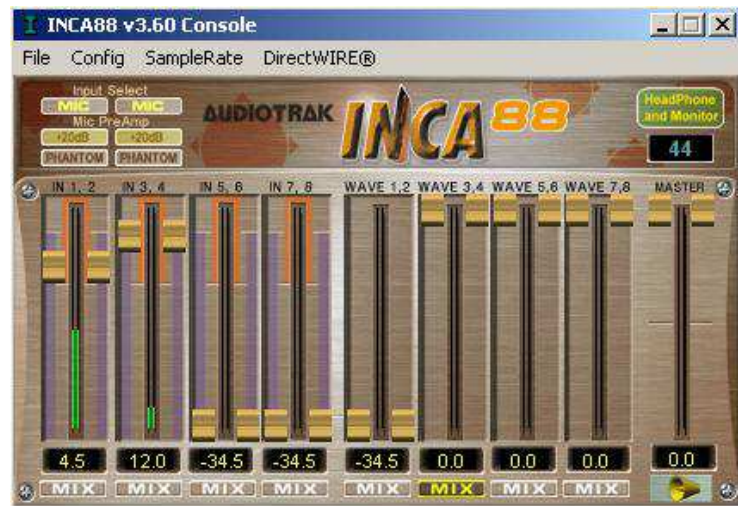 INCA88 v3.60 Console
File Config SampleRate DirectWIRE®
Input Select
MIC MIC
Mic PreAmp
+20dB +20dB
PHANTOM PHANTOM
AUDIOTRAK INCA 88
HeadPhone
and Monitor
44
IN 1, 2 IN 3, 4 IN 5, 6 IN 7, 8 WAVE 1,2 WAVE 3,4 WAVE 5,6 WAVE 7,8 MASTER
4.5 12.0 -34.5 -34.5 -34.5 0.0 0.0 0.0 0.0
MIX MIX MIX MIX MIX MIX MIX MIX